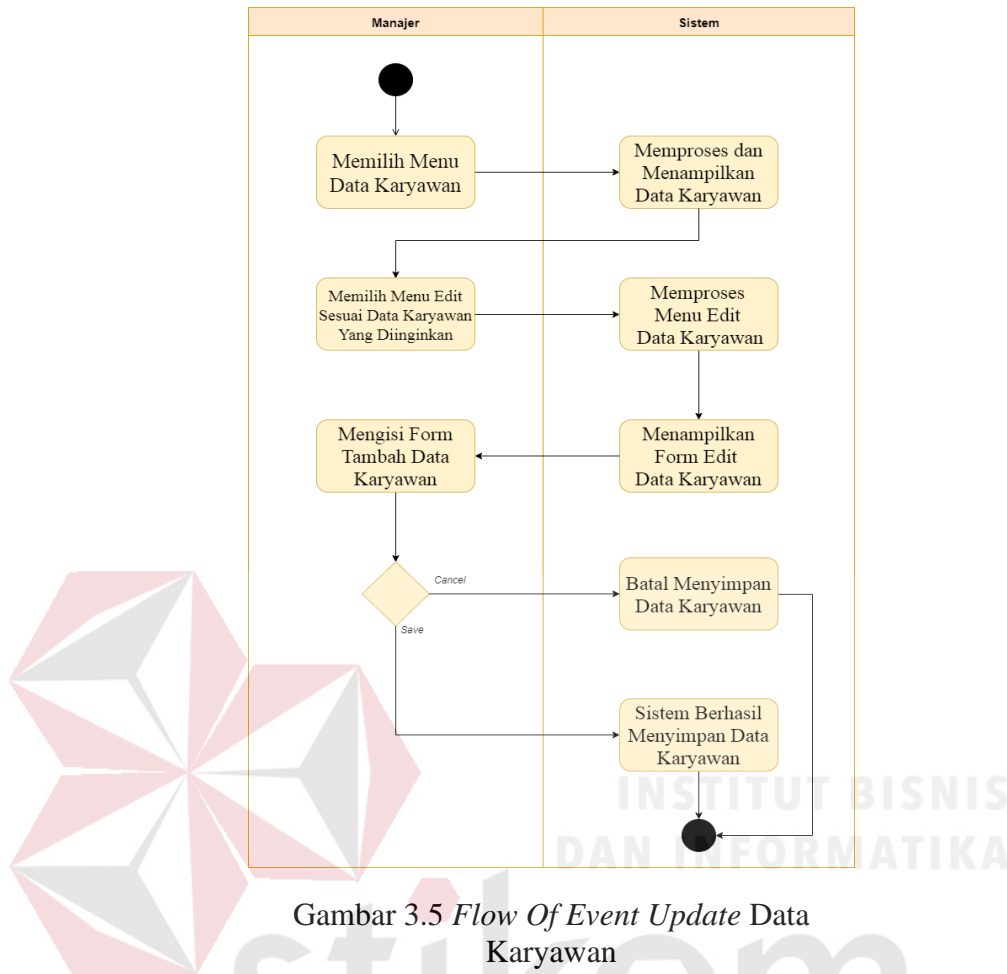 Manajer
Sistem
Memilih Menu
Data Karyawan
Memproses dan
Menampilkan
Data Karyawan
Memilih Menu Edit
Sesuai Data Karyawan
Yang Diinginkan
Memproses
Menu Edit
Data Karyawan
Mengisi Form
Tambah Data
Karyawan
Menampilkan
Form Edit
Data Karyawan
Cancel
Save
Batal Menyimpan
Data Karyawan
Sistem Berhasil
Menyimpan Data
Karyawan
INSTITUT BISNIS
DAN INFORMATIKA
Gambar 3.5 Flow Of Event Update Data
Karyawan
stikom